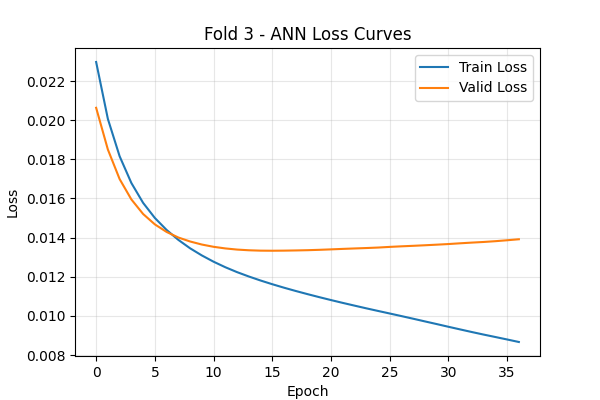 Fold 3 - ANN Loss Curves
Train Loss
Valid Loss
0.022
0.020
0.018
0.016
0.014
0.012
0.010
0.008
Loss
0 5 10 15 20 25 30 35
Epoch